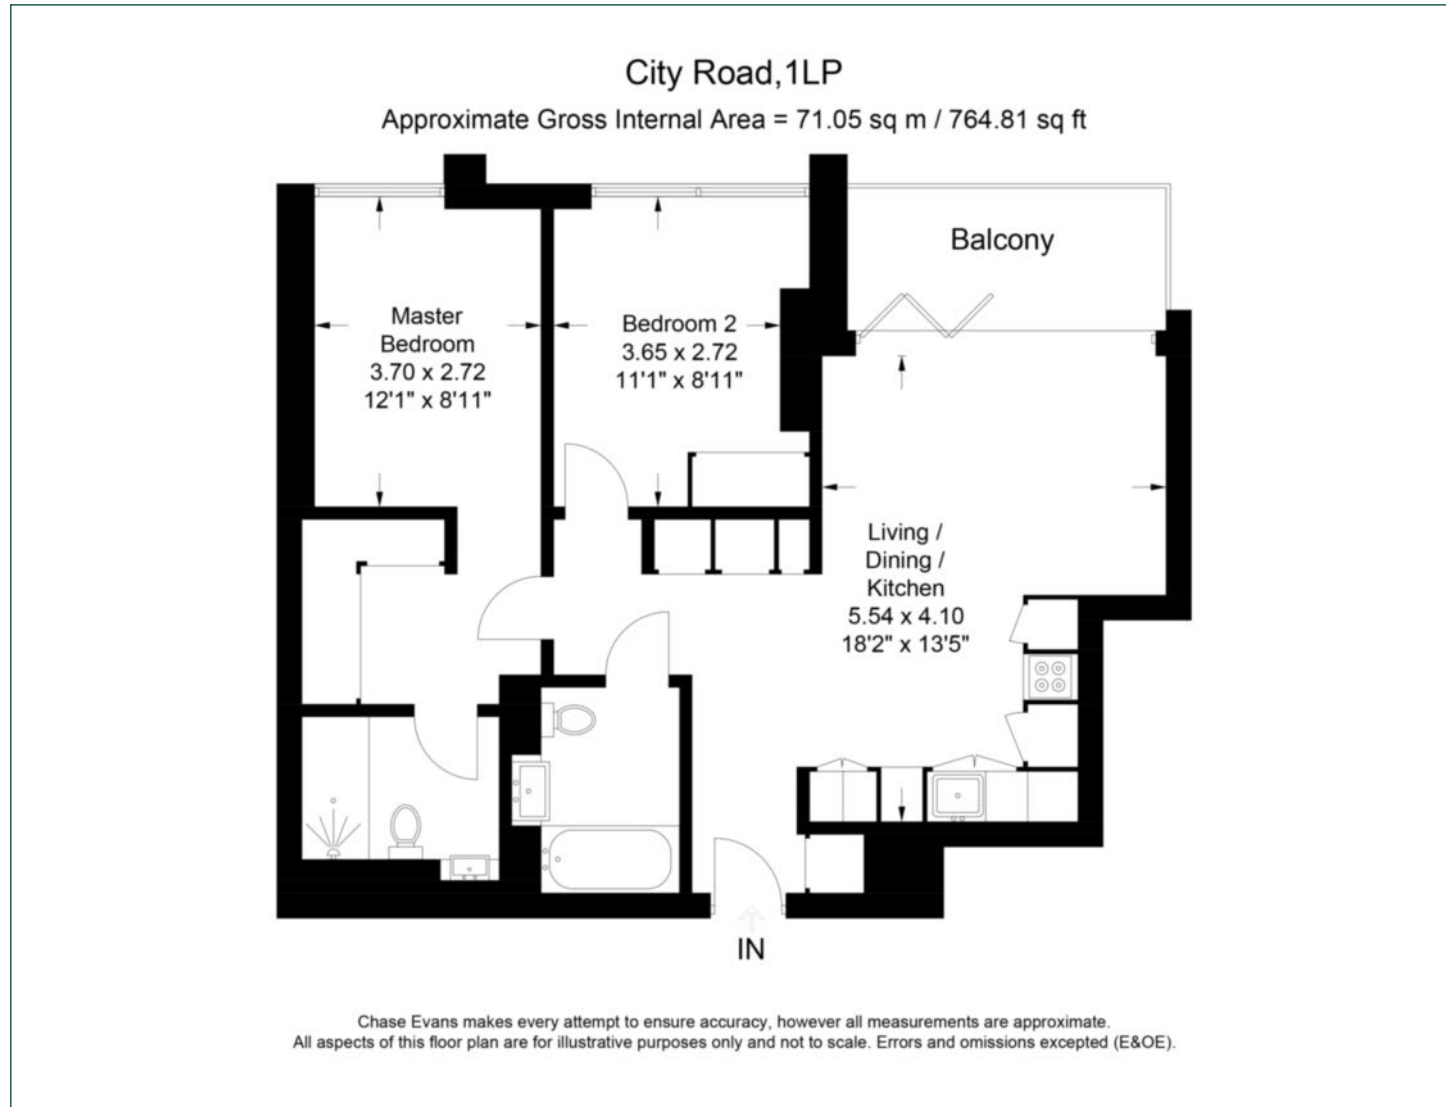 City Road,1LP
Approximate Gross Internal Area = 71.05 sq m / 764.81 sq ft
Balcony
Master
Bedroom
3.70 x 2.72
12'1" x 8'11"
Bedroom 2
3.65 x 2.72
11'1" x 8'11"
Living /
Dining /
Kitchen
5.54 x 4.10
18'2" x 13'5"
IN
Chase Evans makes every attempt to ensure accuracy, however all measurements are approximate.
All aspects of this floor plan are for illustrative purposes only and not to scale. Errors and omissions excepted (E&OE).